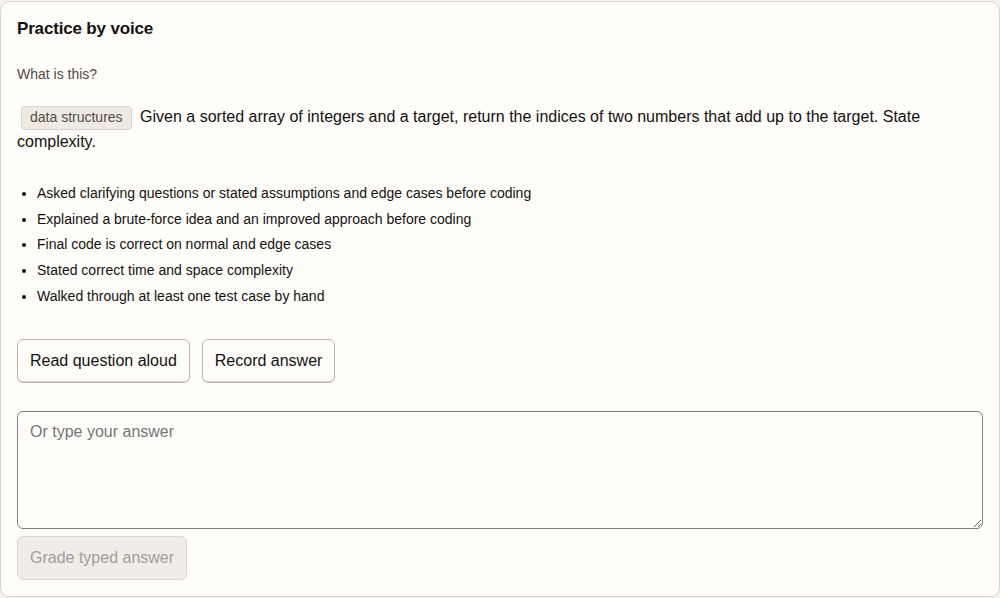 Practice by voice
What is this?
data structures Given a sorted array of integers and a target, return the indices of two numbers that add up to the target. State
complexity.
Asked clarifying questions or stated assumptions and edge cases before coding
Explained a brute-force idea and an improved approach before coding
Final code is correct on normal and edge cases
Stated correct time and space complexity
Walked through at least one test case by hand
Read question aloud Record answer
Or type your answer
Grade typed answer